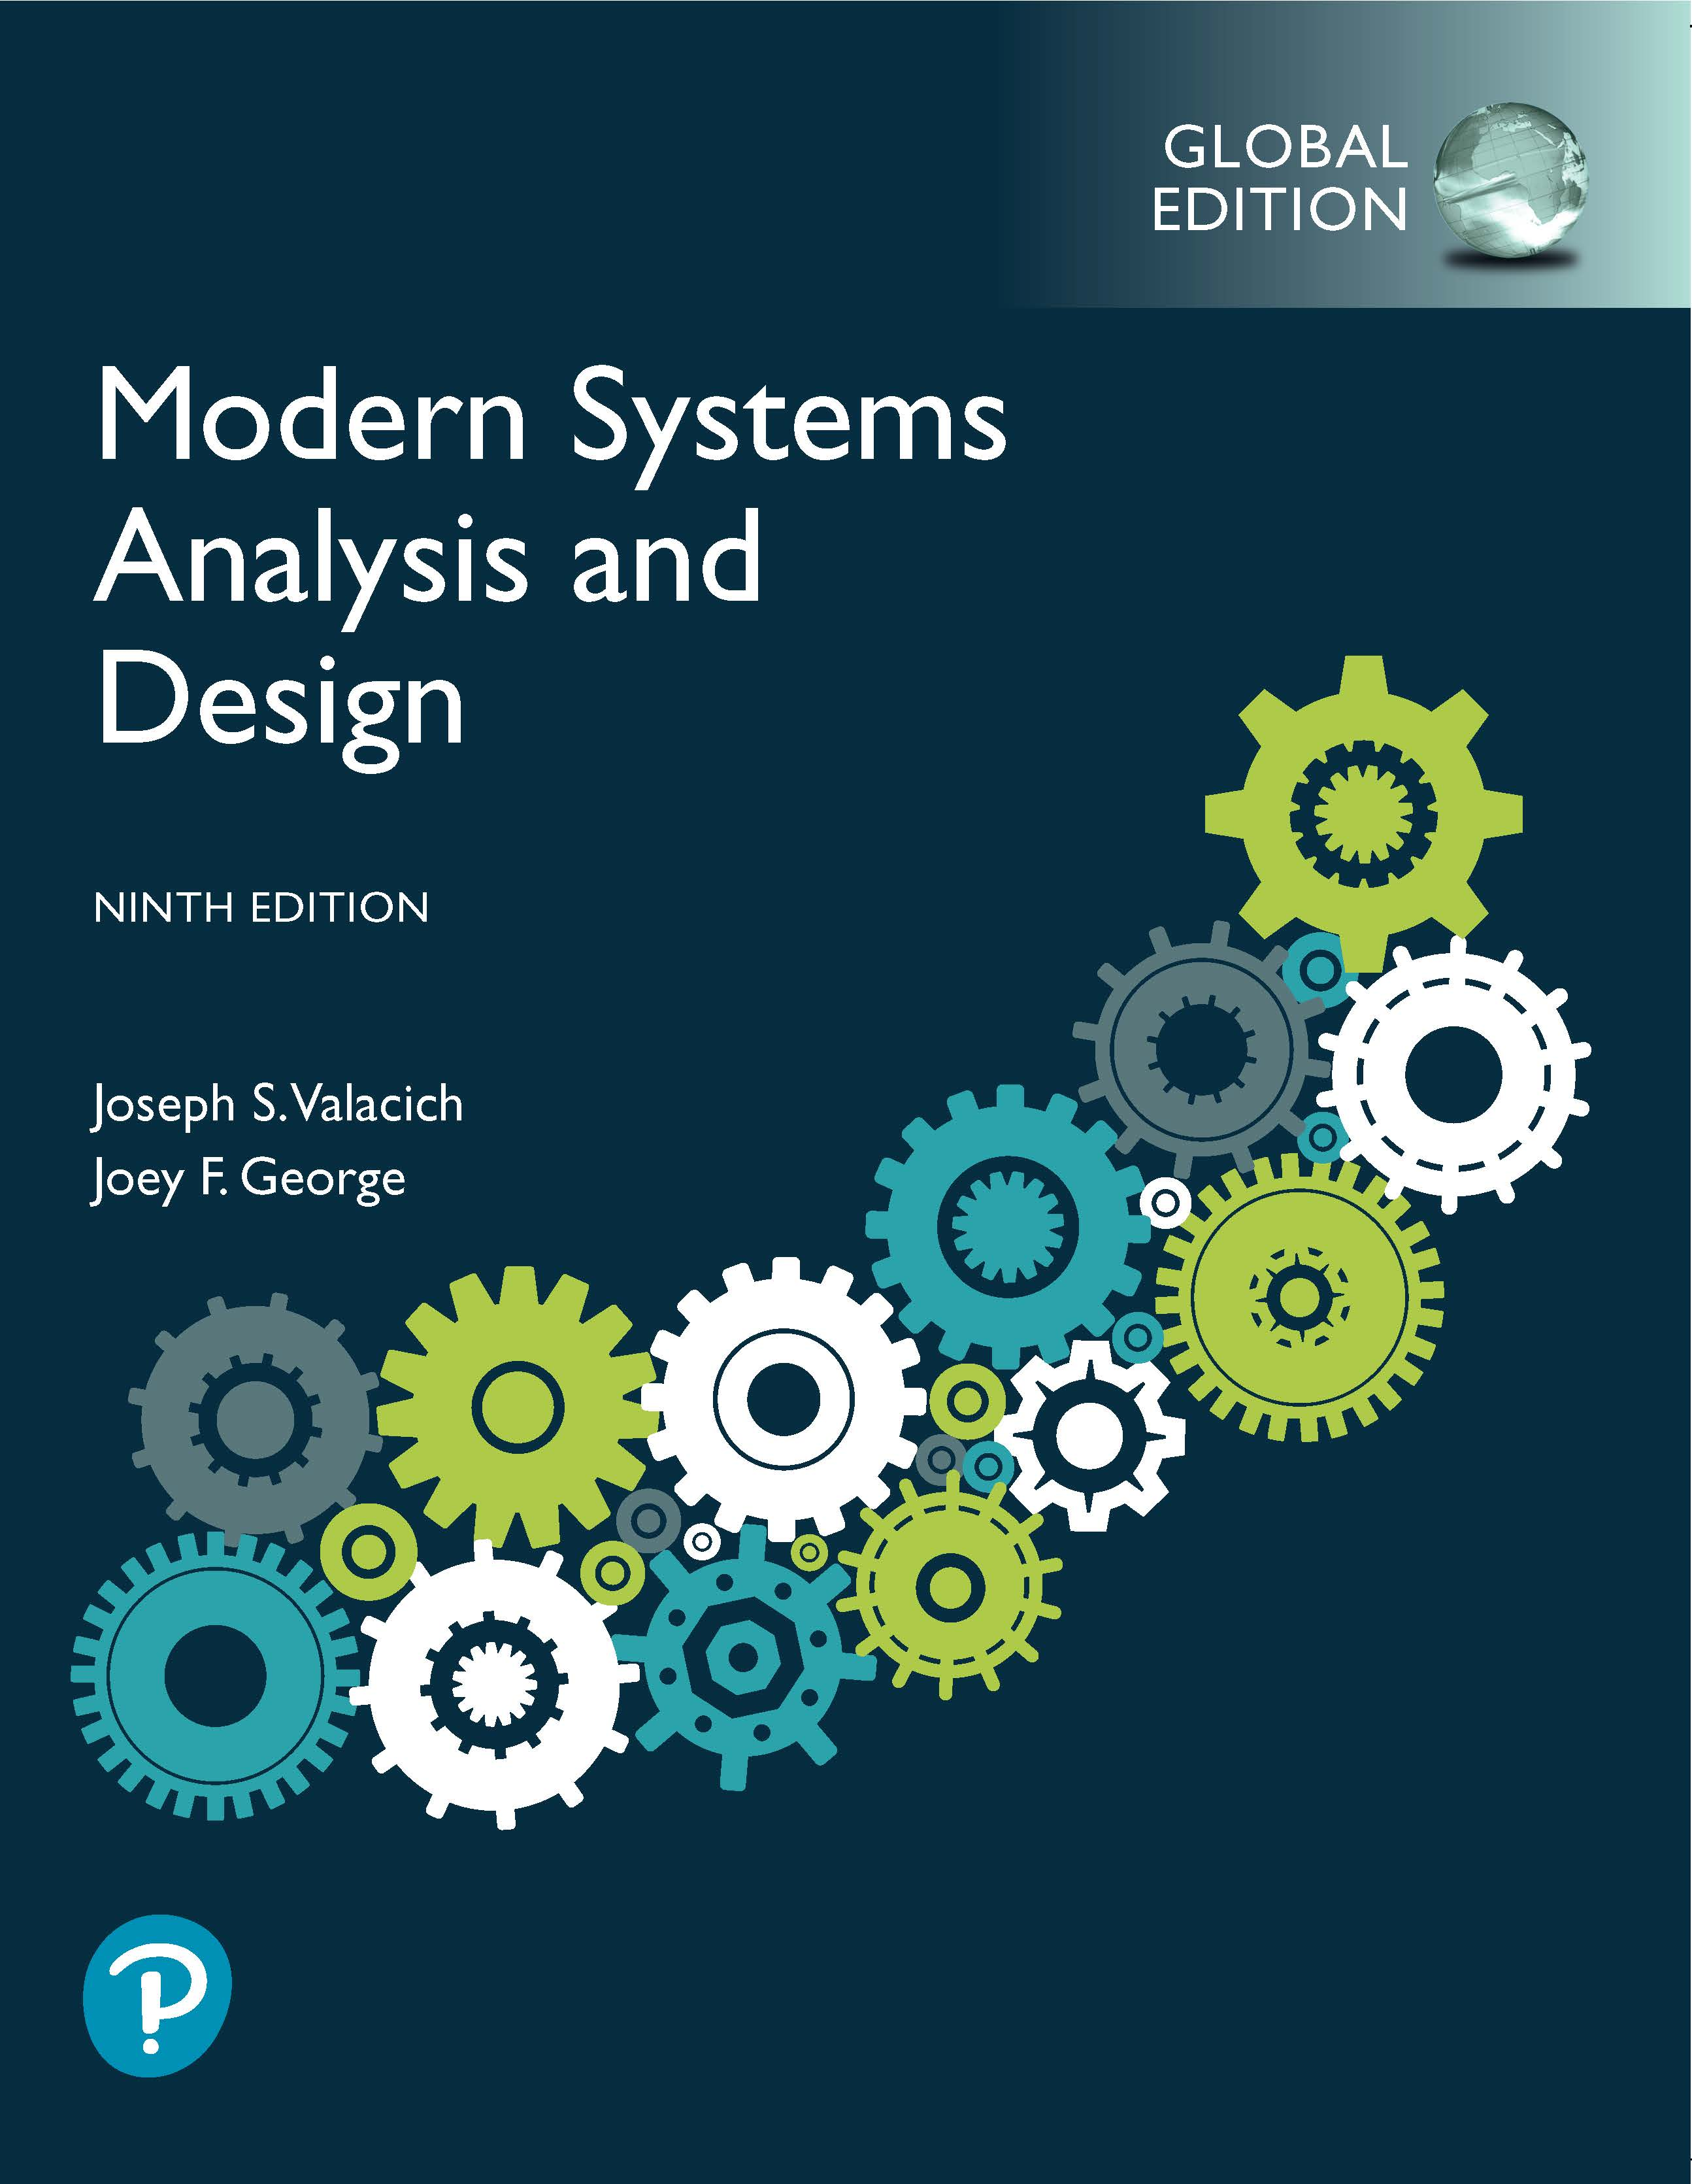 GLOBAL
EDITION
Modern Systems
Analysis and
Design
NINTH EDITION
Joseph S. Valacich
Joey F. George